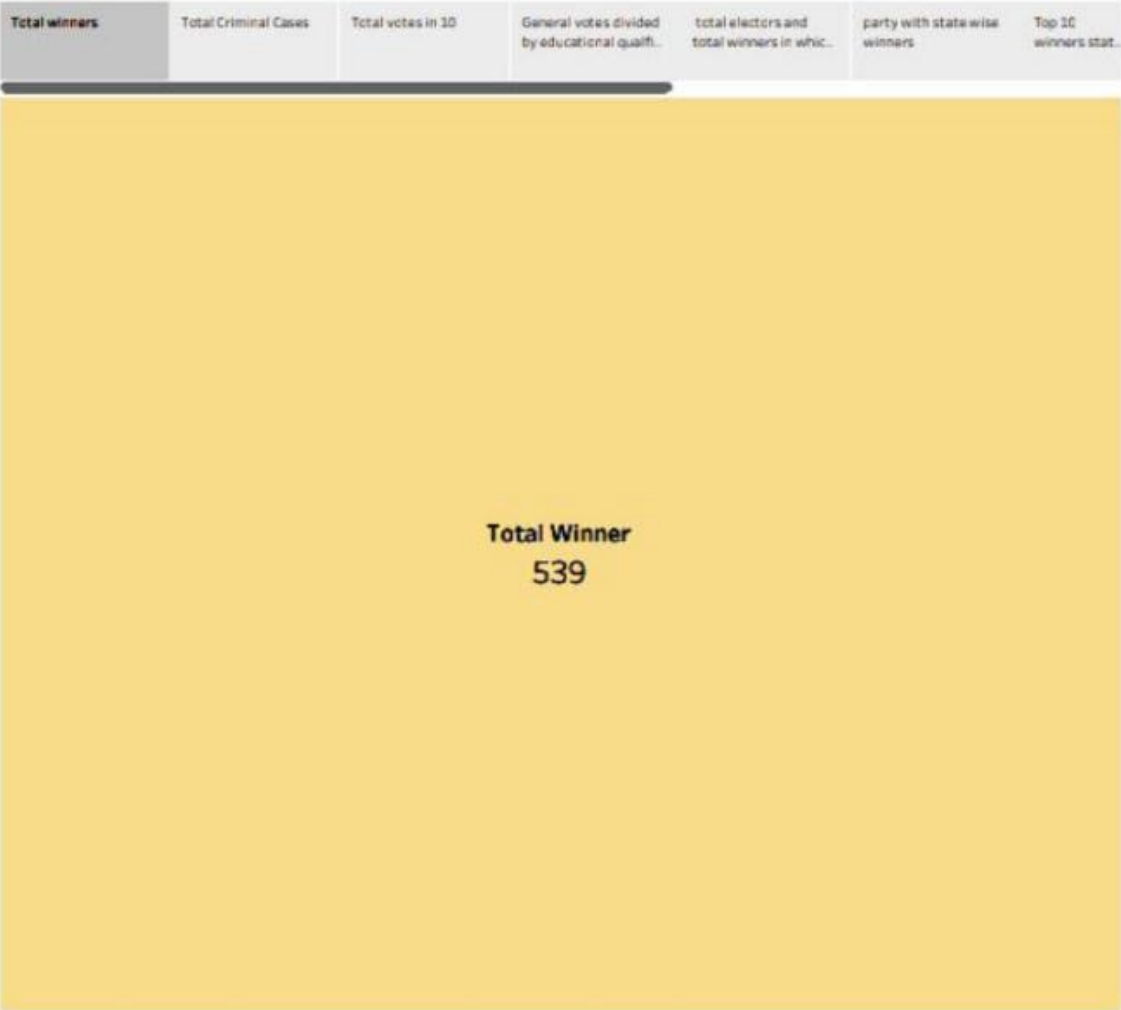 Total winners
Total Criminal Cases
Total votes in 10
General votes divided
by educational qualifi..
total electors and
total winners in whic..
party with state wise
winners
Top 10
winners stat..
Total Winner
539